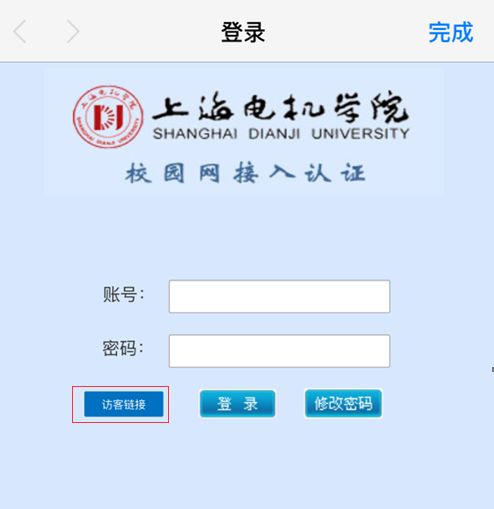 登录 完成
上海电机学院
SHANGHAI DIANJI UNIVERSITY
校园网接入认证
账号：
密码：
访客链接 登 录 修改密码